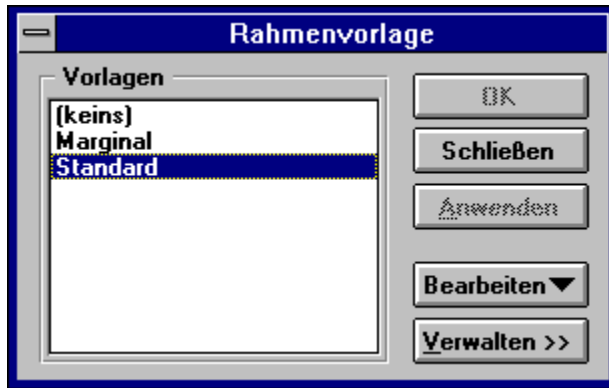 Rahmenvorlage
Vorlagen
(keins)
Marginal
Standard
OK
Schließen
Anwenden
Bearbeiten
Verwalten >>